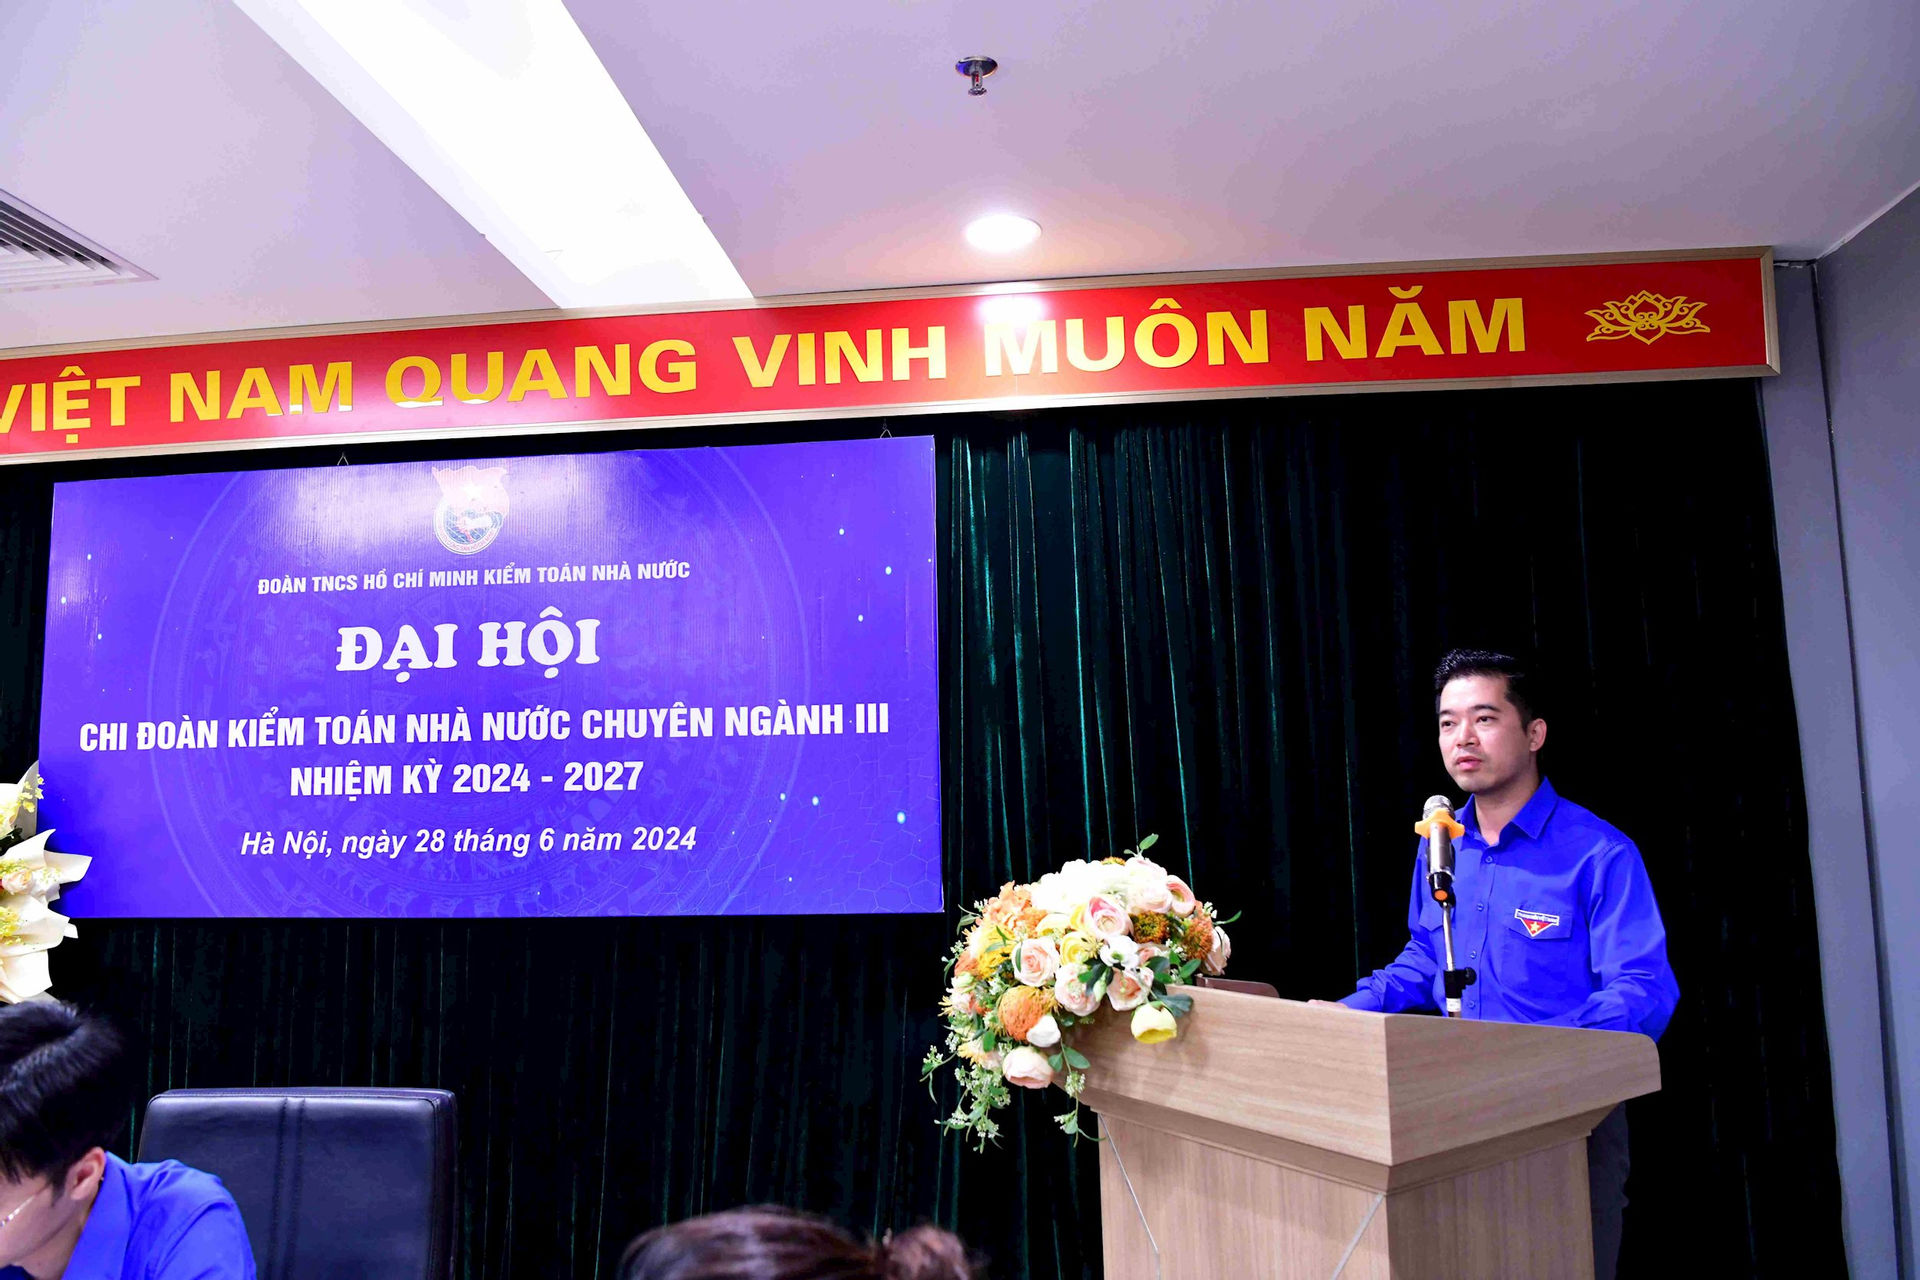 VIỆT NAM QUANG VINH MUÔN NĂM
ĐOÀN TNCS HỒ CHÍ MINH KIỂM TOÁN NHÀ NƯỚC
ĐẠI HỘI
CHI ĐOÀN KIỂM TOÁN NHÀ NƯỚC CHUYÊN NGÀNH III
NHIỆM KỲ 2024 - 2027
Hà Nội, ngày 28 tháng 6 năm 2024